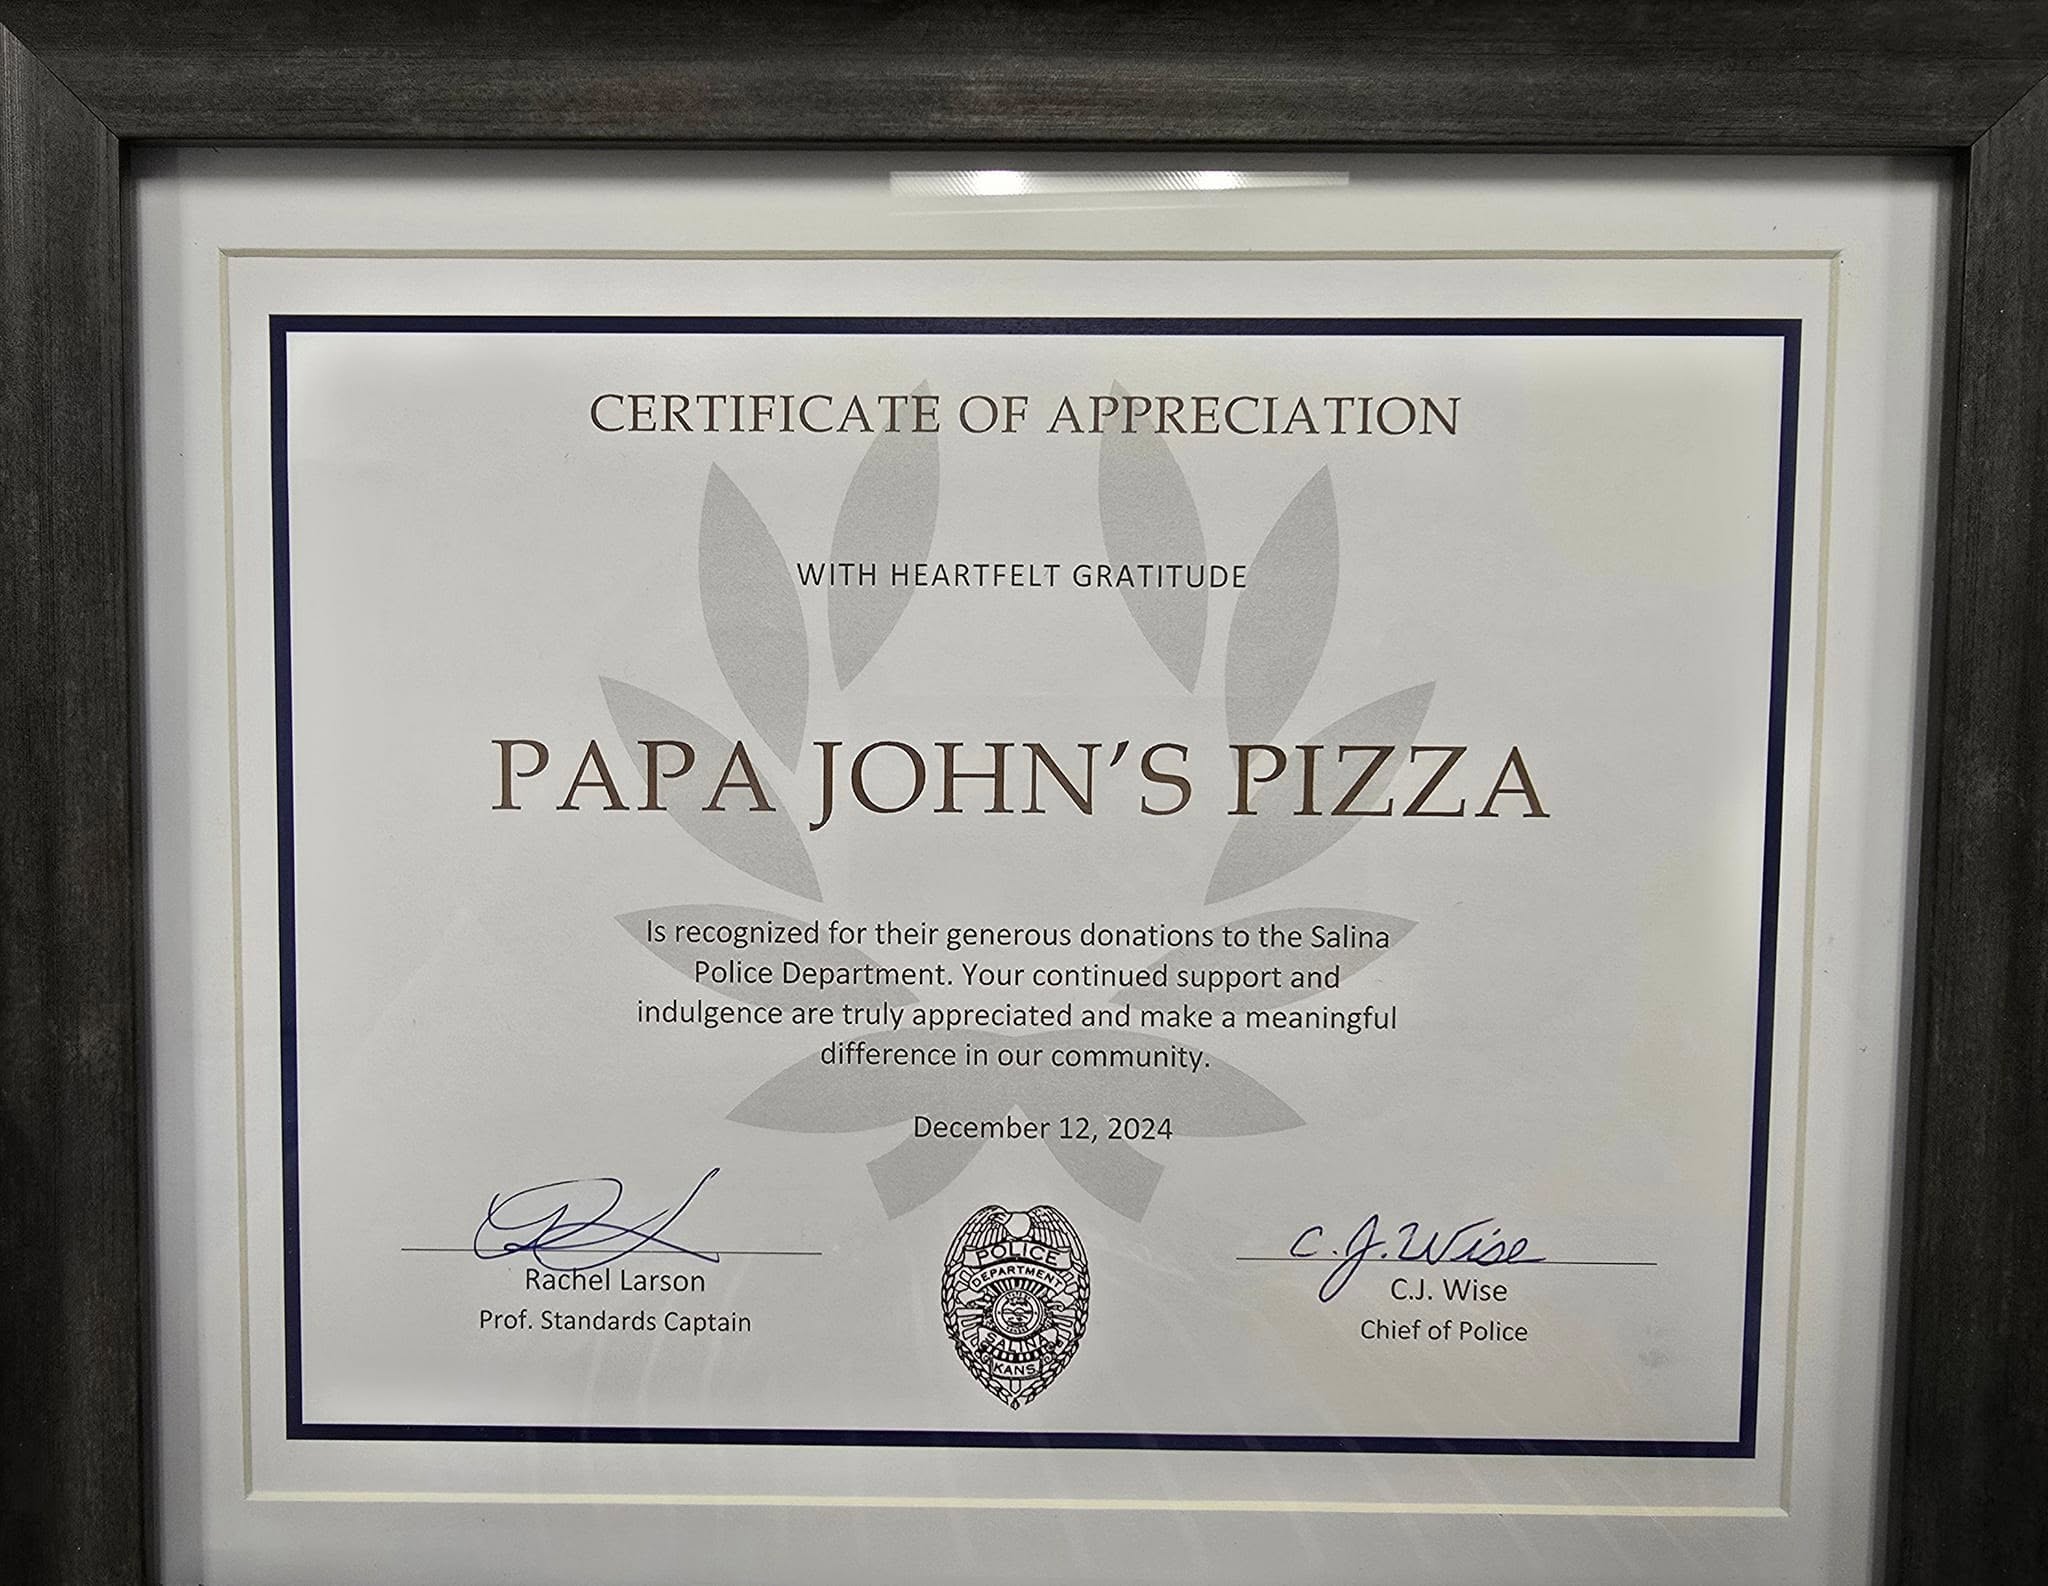 CERTIFICATE OF APPRECIATION
WITH HEARTFELT GRATITUDE
PAPA JOHN'S PIZZA
Is recognized for their generous donations to the Salina
Police Department. Your continued support and
indulgence are truly appreciated and make a meaningful
difference in our community.
December 12, 2024
C.J. Wise
Rachel Larson
Prof. Standards Captain
C.J. Wise
Chief of Police
POLICE
DEPARTMENT
SALINA
KANS